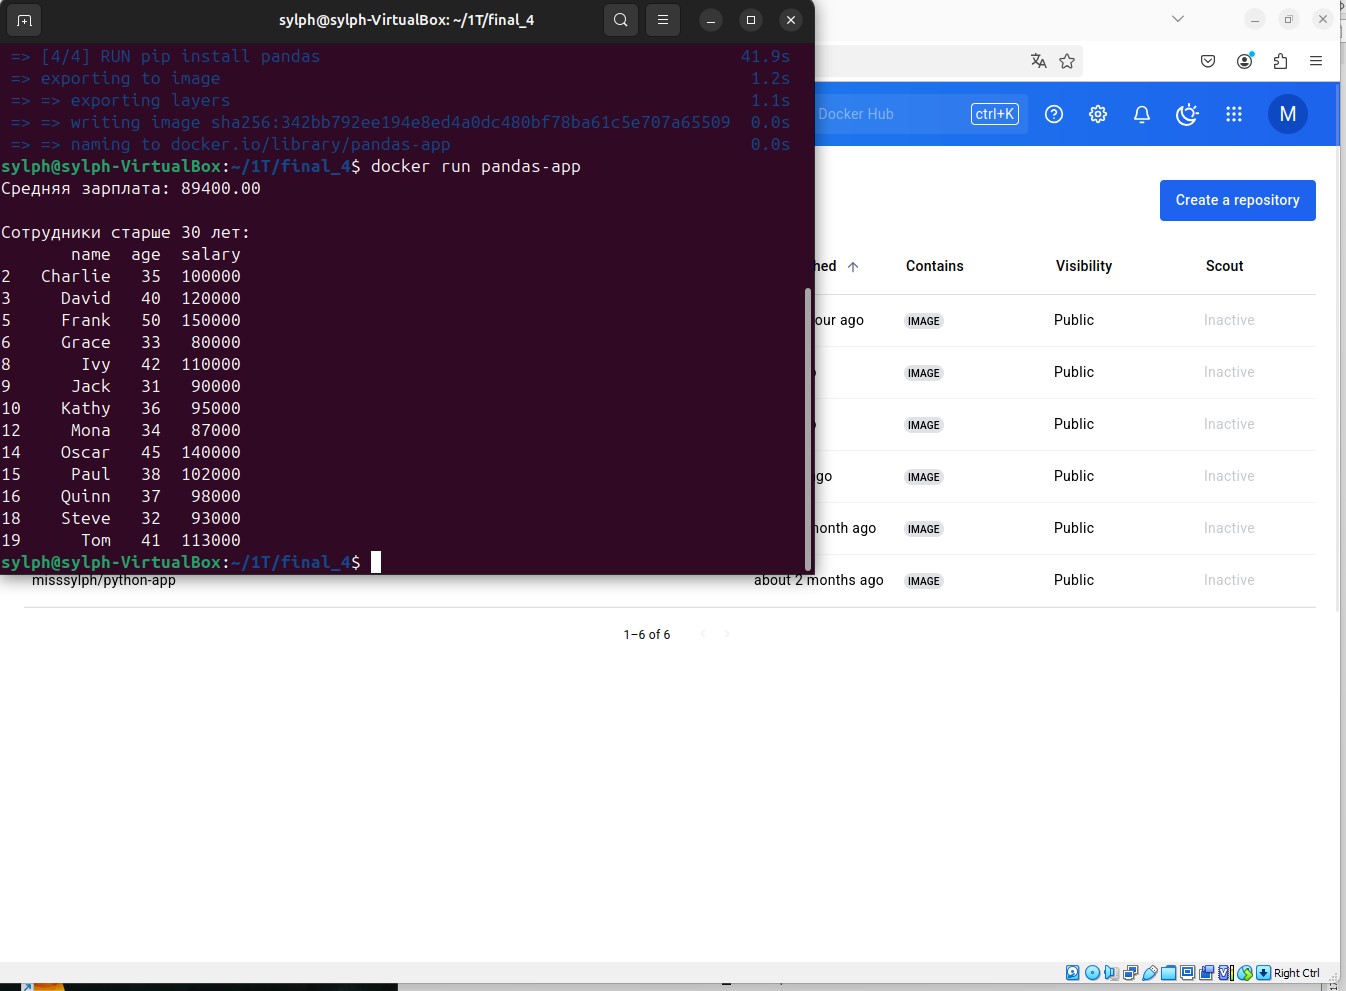 sylph@sylph-VirtualBox: ~/1T/final_4
=> [4/4] RUN pip install pandas 41.9s
=> exporting to image 1.2s
=> => exporting layers 1.1s
=> => writing image sha256:342bb792ee194e8ed4a0dc480bf78ba61c5e707a65509 0.0s
=> => naming to docker.io/library/pandas-app 0.0s
sylph@sylph-VirtualBox:~/1T/final_4$ docker run pandas-app
Средняя зарплата: 89400.00
Сотрудники старше 30 лет:
name age salary
2 Charlie 35 100000
3 David 40 120000
5 Frank 50 150000
6 Grace 33 80000
8 Ivy 42 110000
9 Jack 31 90000
10 Kathy 36 95000
12 Mona 34 87000
14 Oscar 45 140000
15 Paul 38 102000
16 Quinn 37 98000
18 Steve 32 93000
19 Tom 41 113000
sylph@sylph-VirtualBox:~/1T/final_4$
Docker Hub ctrl+K M
Create a repository
hed Contains Visibility Scout
our ago IMAGE Public Inactive
IMAGE Public Inactive
IMAGE Public Inactive
go IMAGE Public Inactive
onth ago IMAGE Public Inactive
misssylph/python-app about 2 months ago IMAGE Public Inactive
1–6 of 6
Right Ctrl